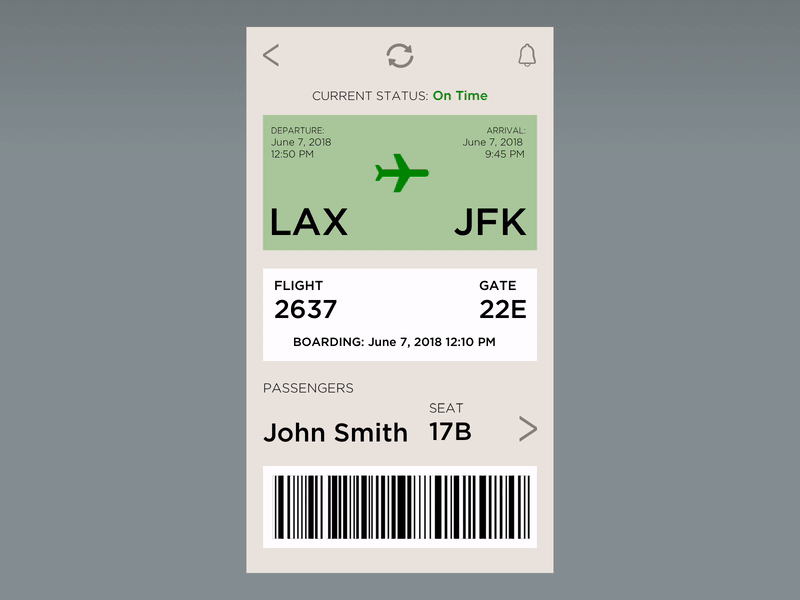 CURRENT STATUS: On Time
DEPARTURE:
June 7, 2018
12:50 PM
ARRIVAL:
June 7, 2018
9:45 PM
LAX
JFK
FLIGHT
2637
GATE
22E
BOARDING: June 7, 2018 12:10 PM
PASSENGERS
John Smith
SEAT
17B